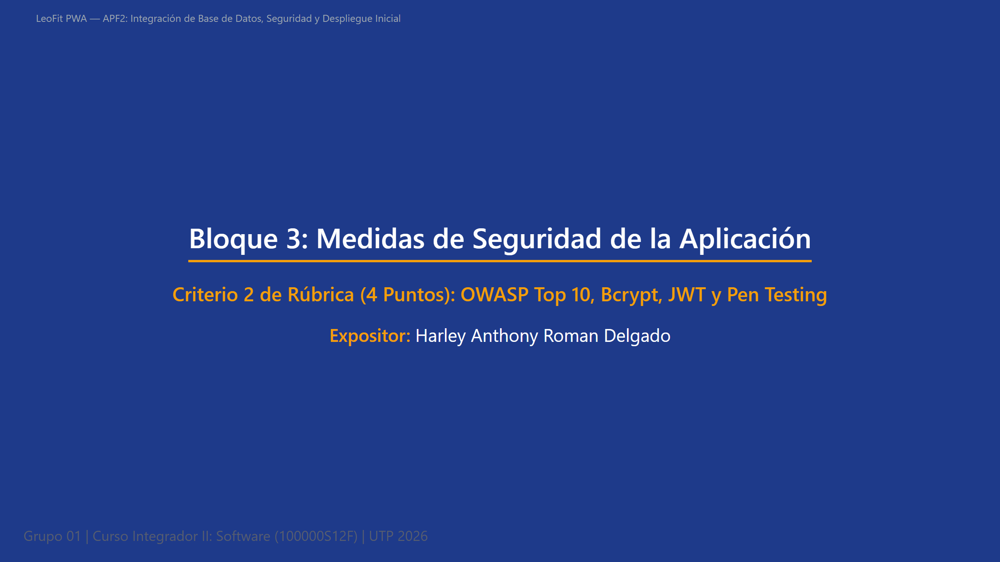 LeoFit PWA — APF2: Integración de Base de Datos, Seguridad y Despliegue Inicial
Bloque 3: Medidas de Seguridad de la Aplicación
Criterio 2 de Rúbrica (4 Puntos): OWASP Top 10, Bcrypt, JWT y Pen Testing
Expositor: Harley Anthony Roman Delgado
Grupo 01 | Curso Integrador II: Software (100000S12F) | UTP 2026